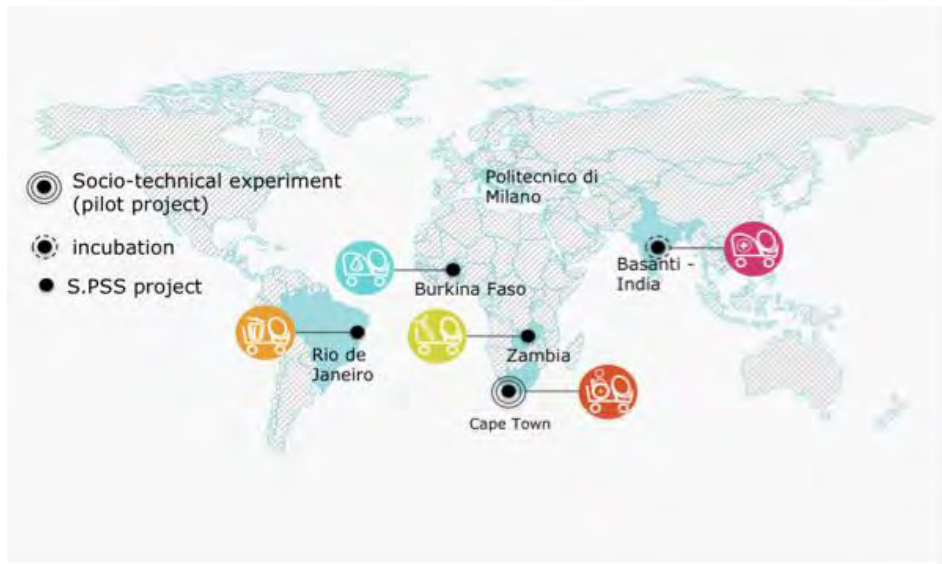 Socio-technical experiment
(pilot project)
incubation
S.PSS project
Politecnico di
Milano
Burkina Faso
Basanti -
India
Rio de
Janeiro
Zambia
Cape Town